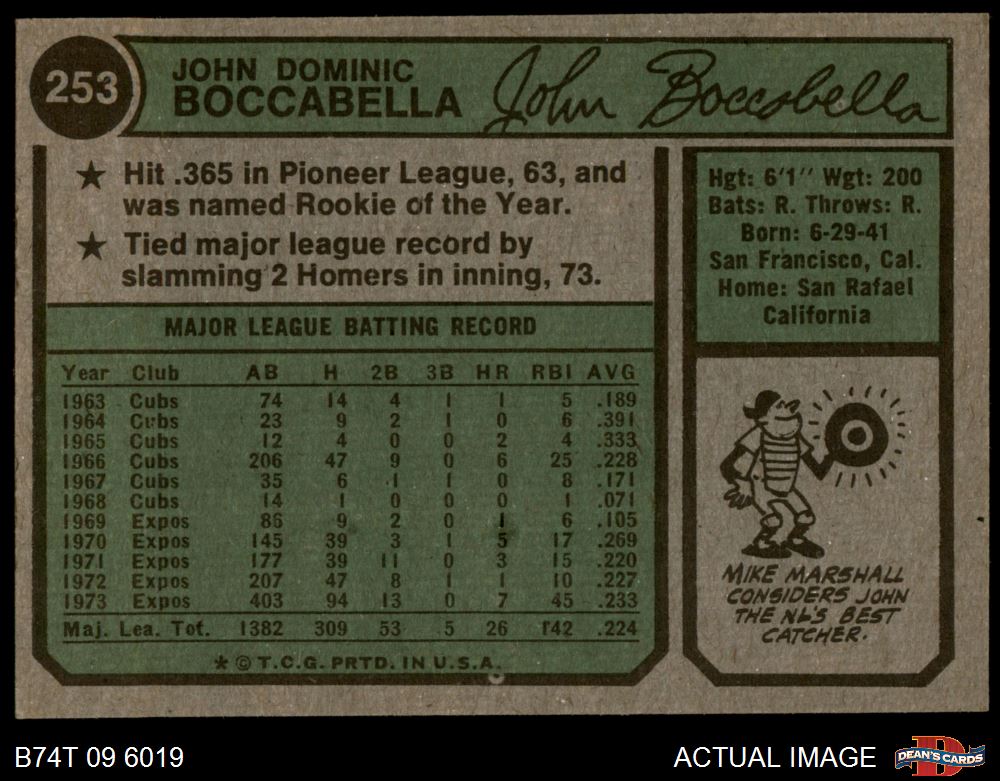 253
JOHN DOMINIC
BOCCABELLA
John Boccabella
★ Hit .365 in Pioneer League, 63, and
was named Rookie of the Year.
★ Tied major league record by
slamming 2 Homers in inning, 73.
Hgt: 6'1" Wgt: 200
Bats: R. Throws: R.
Born: 6-29-41
San Francisco, Cal.
Home: San Rafael
California
MAJOR LEAGUE BATTING RECORD
Year Club AB H 2B 3B HR RBI AVG
1963 Cubs 74 14 4 1 1 5 .189
1964 Cubs 23 9 2 1 0 6 .391
1965 Cubs 12 4 0 0 2 4 .333
1966 Cubs 206 47 9 0 6 25 .228
1967 Cubs 35 6 1 1 0 8 .171
1968 Cubs 14 1 0 0 0 1 .071
1969 Expos 86 9 2 0 1 6 .105
1970 Expos 145 39 3 1 5 17 .269
1971 Expos 177 39 11 0 3 15 .220
1972 Expos 207 47 8 1 1 10 .227
1973 Expos 403 94 13 0 7 45 .233
Maj. Lea. Tot. 1382 309 53 5 26 142 .224
* © T.C.G. PRTD. IN U.S.A.
MIKE MARSHALL
CONSIDERS JOHN
THE NL'S BEST
CATCHER.
B74T 09 6019
ACTUAL IMAGE
DEAN'S CARDS